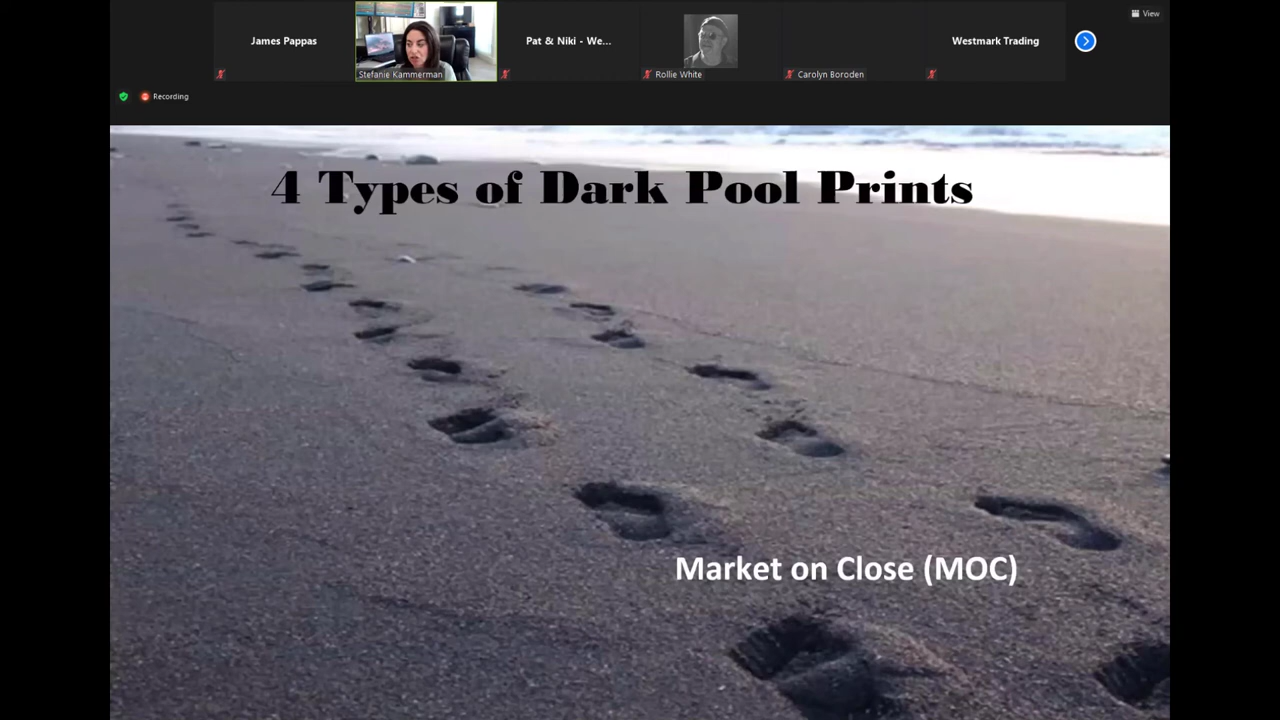 View
James Pappas
Pat & Niki - We...
Westmark Trading
Stefanie Kammerman
Rollie White
Carolyn Boroden
Recording
4 Types of Dark Pool Prints
Market on Close (MOC)